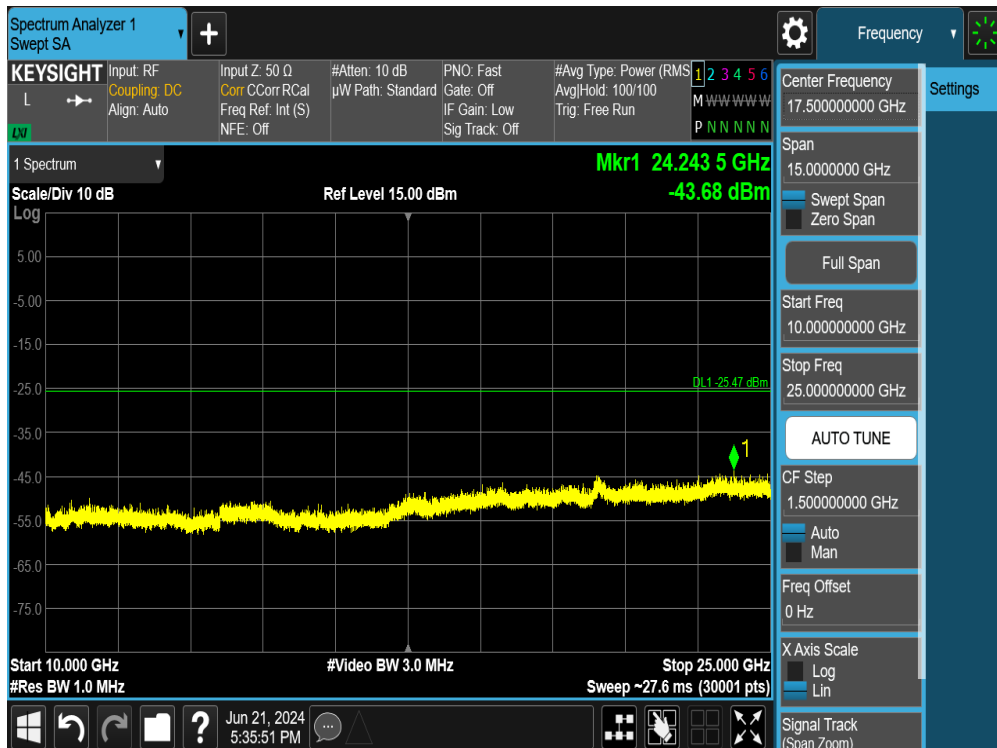 Spectrum Analyzer 1
Swept SA
+
Frequency
KEYSIGHT
L
LXI
Input: RF
Coupling: DC
Align: Auto
Input Z: 50 Ω
Corr CCorr RCal
Freq Ref: Int (S)
NFE: Off
#Atten: 10 dB
µW Path: Standard
PNO: Fast
Gate: Off
IF Gain: Low
Sig Track: Off
#Avg Type: Power (RMS
Avg|Hold: 100/100
Trig: Free Run
1 2 3 4 5 6
M W W W W W
P N N N N N
1 Spectrum
Mkr1 24.243 5 GHz
Scale/Div 10 dB
Ref Level 15.00 dBm
-43.68 dBm
Log
5.00
-5.00
-15.0
-25.0
DL1 -25.47 dBm
-35.0
1
-45.0
-55.0
-65.0
-75.0
Start 10.000 GHz
#Video BW 3.0 MHz
Stop 25.000 GHz
#Res BW 1.0 MHz
Sweep ~27.6 ms (30001 pts)
Center Frequency
17.500000000 GHz
Span
15.0000000 GHz
Swept Span
Zero Span
Full Span
Start Freq
10.000000000 GHz
Stop Freq
25.000000000 GHz
AUTO TUNE
CF Step
1.500000000 GHz
Auto
Man
Freq Offset
0 Hz
X Axis Scale
Log
Lin
Signal Track
(Span Zoom)
Settings
?
Jun 21, 2024
5:35:51 PM